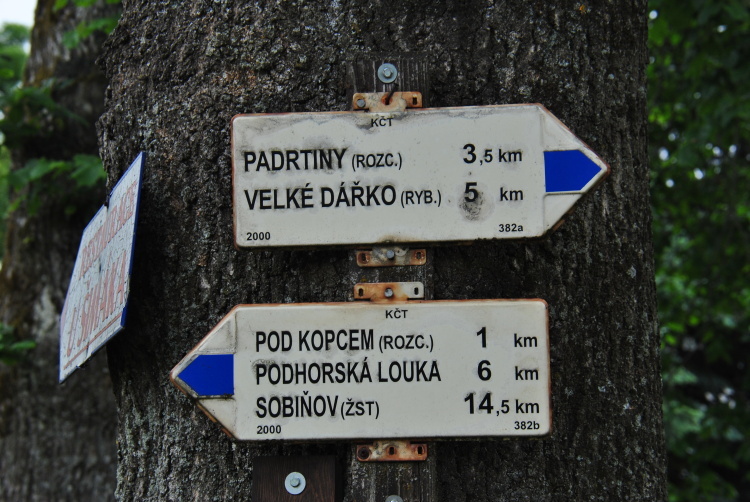 KČT
PADRTINY (ROZC.) 3,5 km
VELKÉ DÁŘKO (RYB.) 5 km
2000 382a
KČT
POD KOPCEM (ROZC.) 1 km
PODHORSKÁ LOUKA 6 km
SOBIŇOV (ŽST) 14,5 km
2000 382b